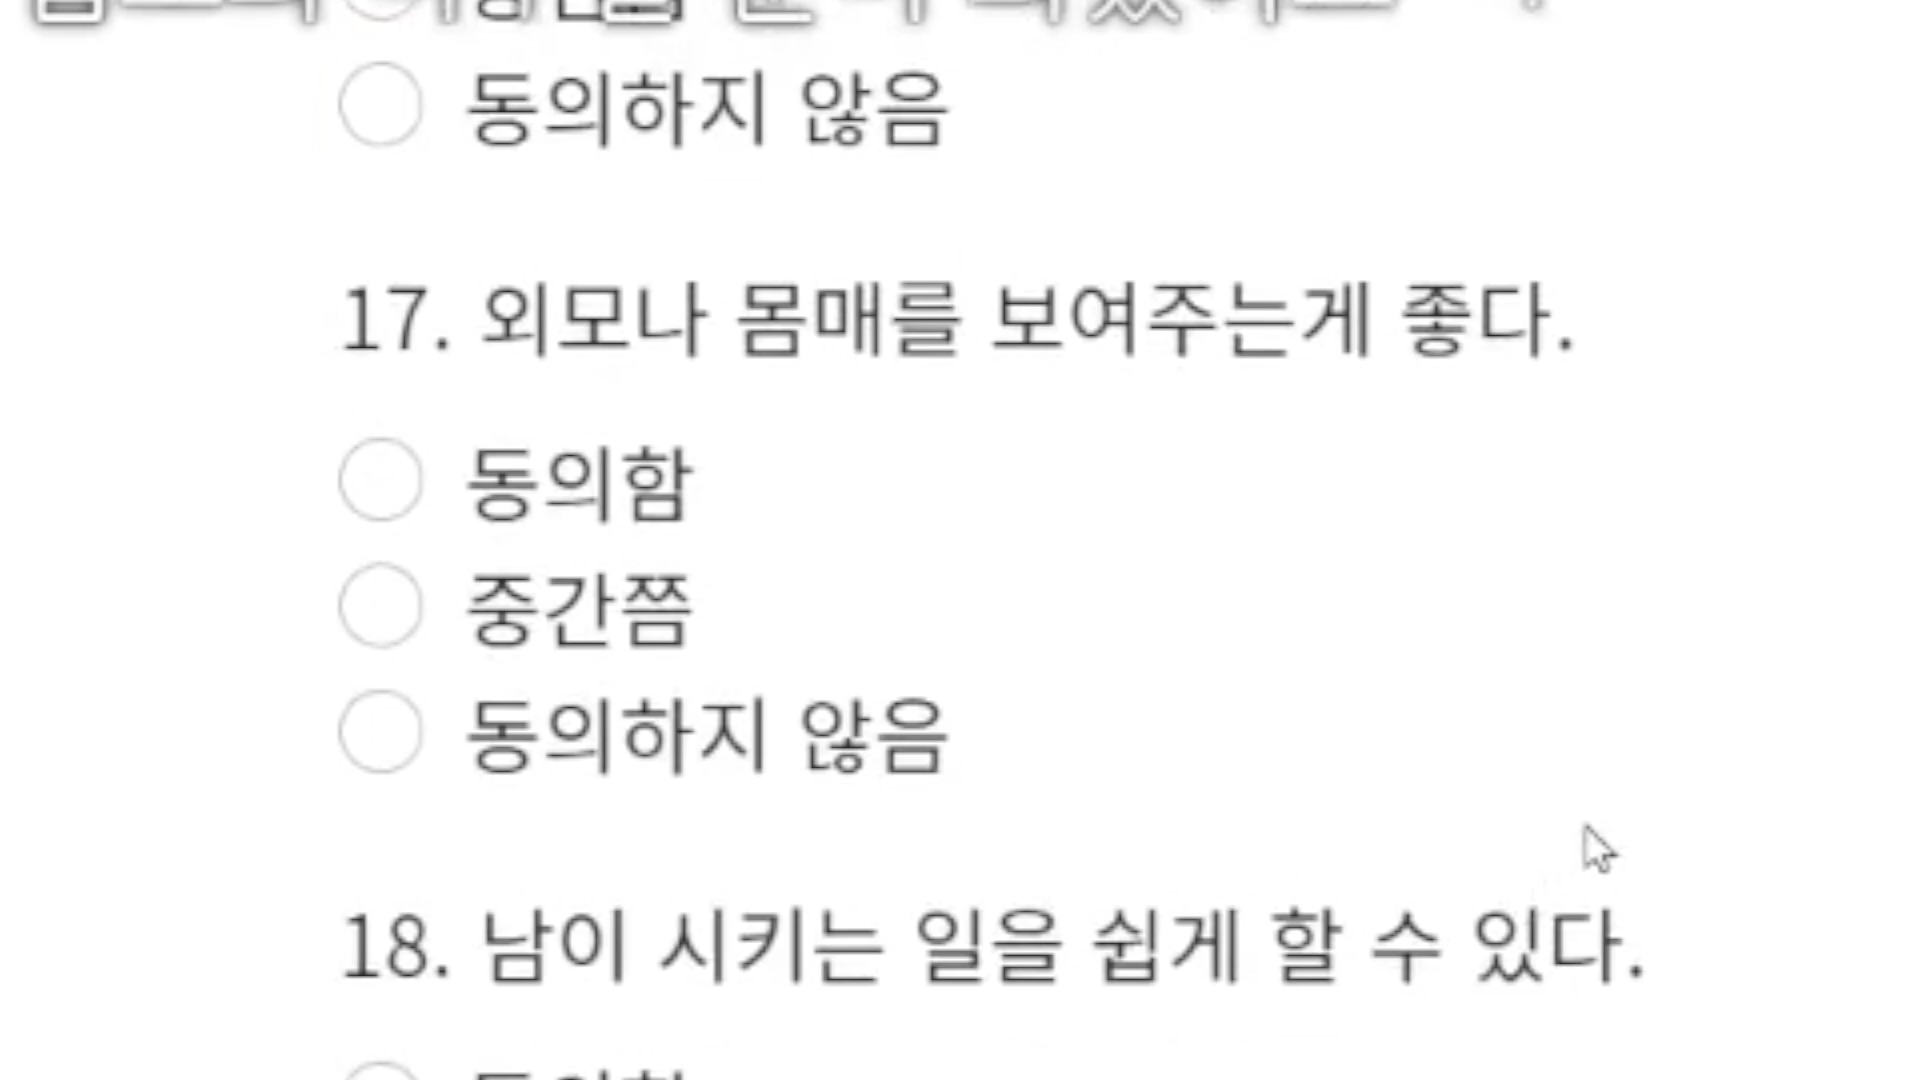 동의하지 않음
17. 외모나 몸매를 보여주는게 좋다.
동의함
중간쯤
동의하지 않음
18. 남이 시키는 일을 쉽게 할 수 있다.